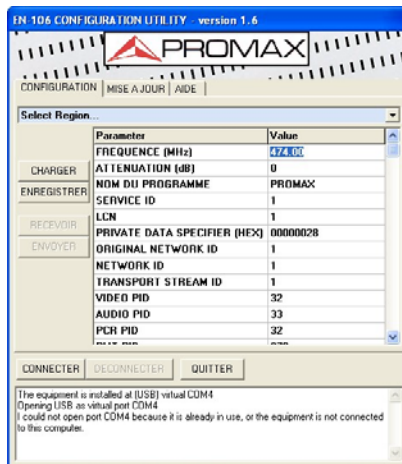 EN-106 CONFIGURATION UTILITY - version 1.6
PROMAX
CONFIGURATION MISE A JOUR AIDE
Select Region...
Parameter Value
FREQUENCE (MHz) 474.00
ATTENUATION (dB) 0
NOM DU PROGRAMME PROMAX
SERVICE ID 1
LCN 1
PRIVATE DATA SPECIFIER (HEX) 00000028
ORIGINAL NETWORK ID 1
NETWORK ID 1
TRANSPORT STREAM ID 1
VIDEO PID 32
AUDIO PID 33
PCR PID 32
CHARGER
ENREGISTRER
RECEVOIR
ENVOYER
CONNECTER DECONNECTER QUITTER
The equipment is installed at (USB) virtual COM4
Opening USB as virtual port COM4
I could not open port COM4 because it is already in use, or the equipment is not connected
to this computer.